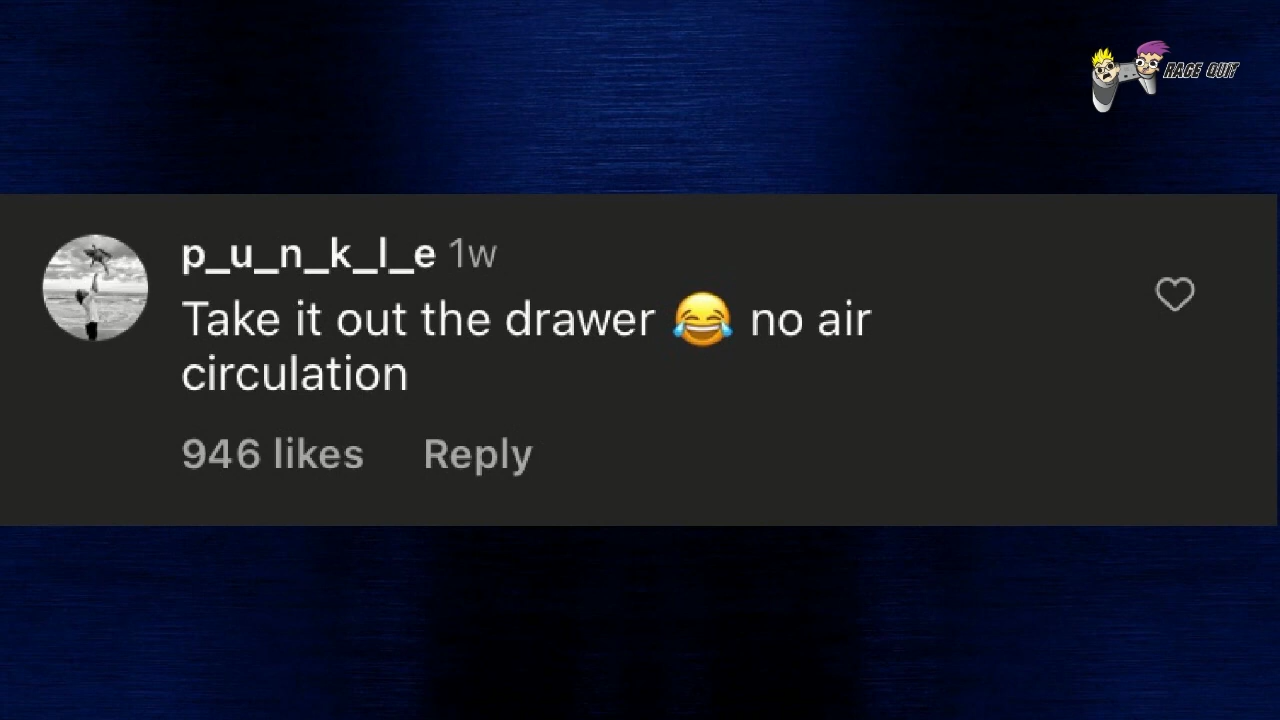 RAGE QUIT
p_u_n_k_l_e 1w
Take it out the drawer 😂 no air
circulation
946 likes Reply